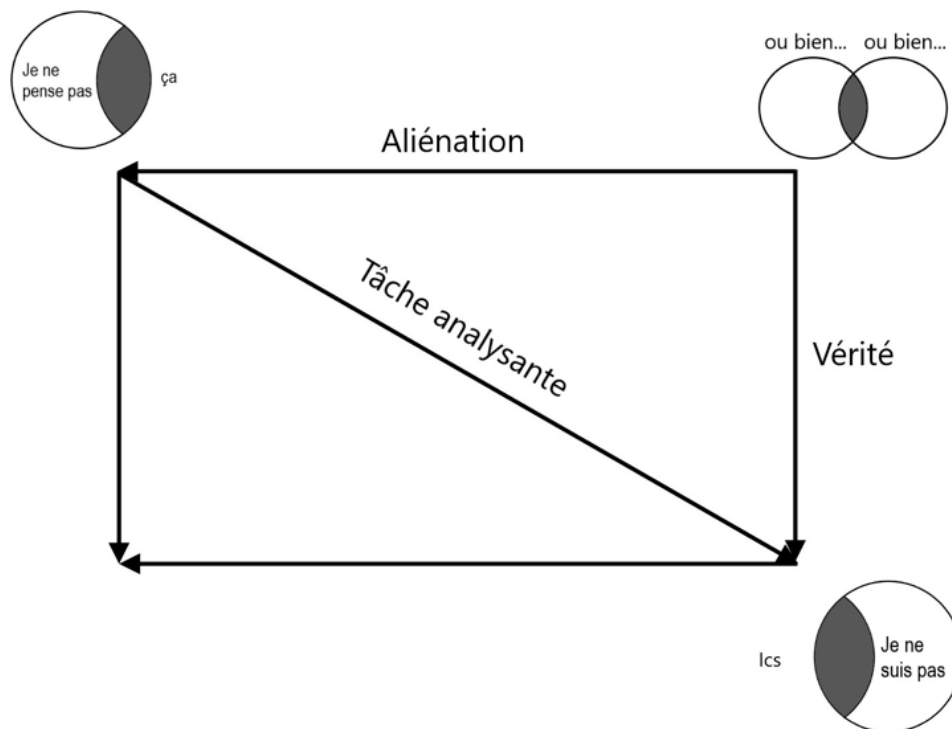 ou bien... ou bien...
Je ne
pense pas
ça
Aliénation
Tâche analysante
Vérité
Ics
Je ne
suis pas